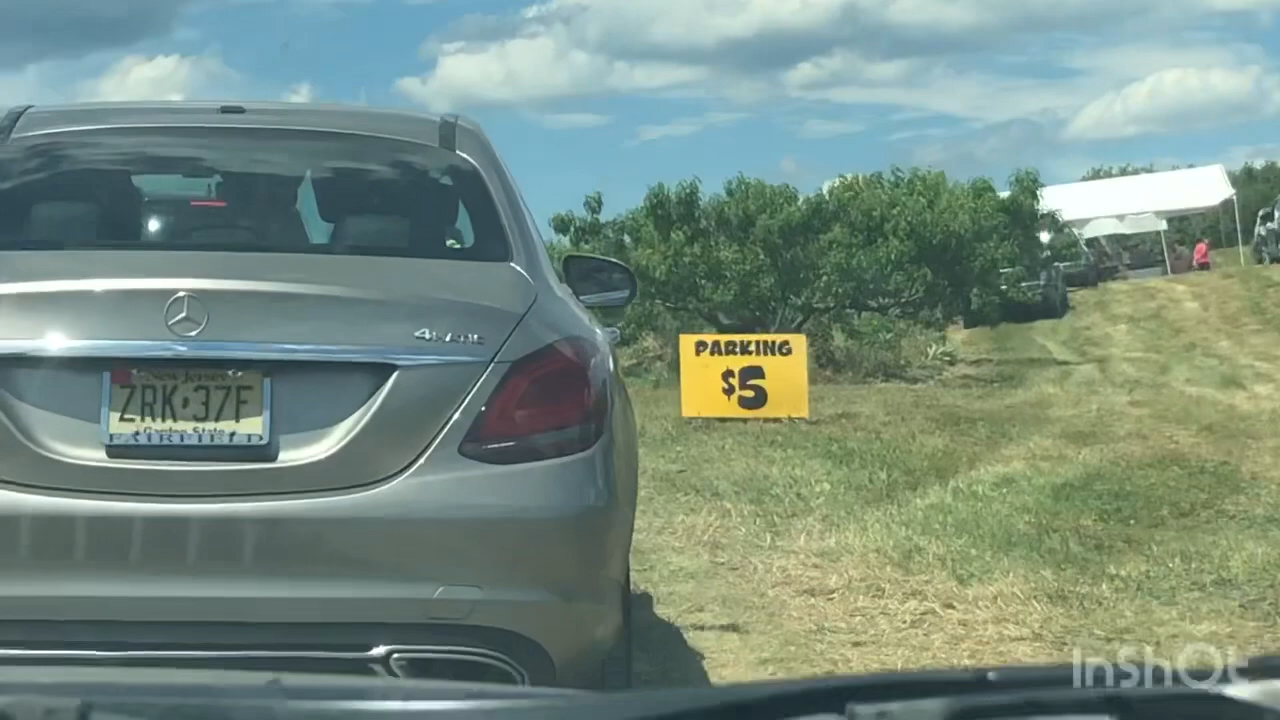 4MATIC
New Jersey
ZRK 37F
Garden State
FAIRFIELD
PARKING
$5
InShOt